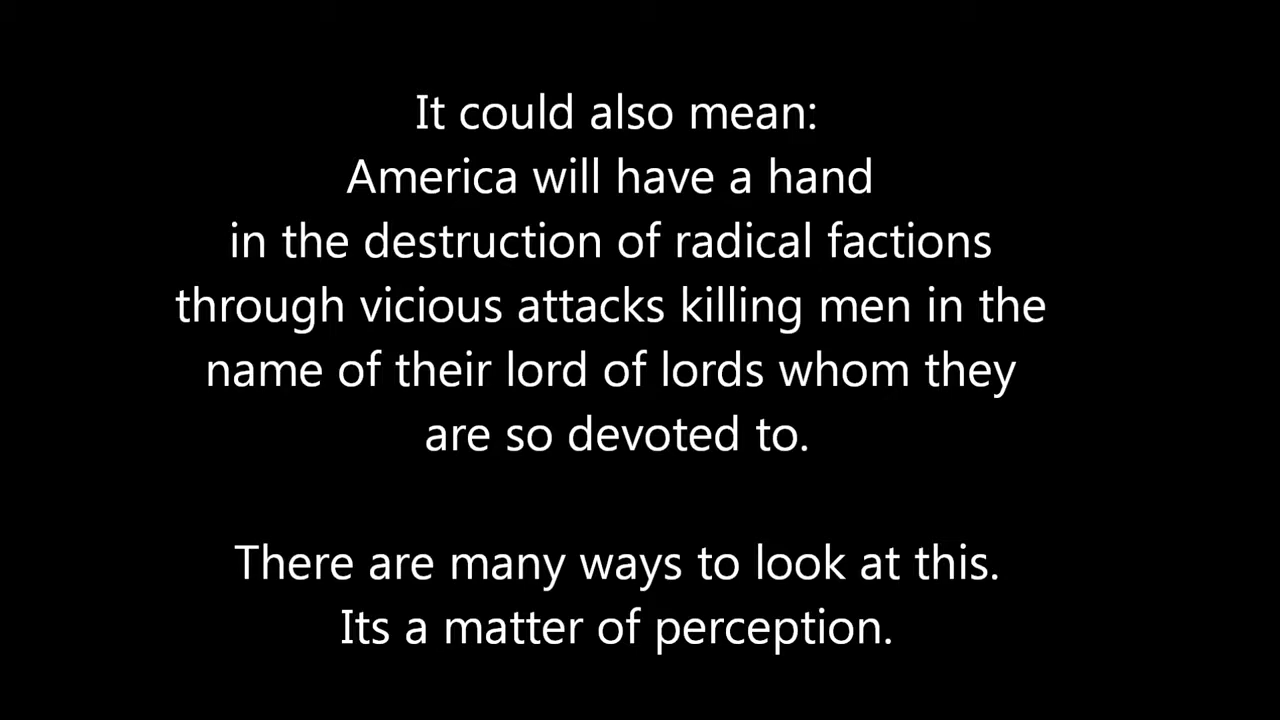 It could also mean:
America will have a hand
in the destruction of radical factions
through vicious attacks killing men in the
name of their lord of lords whom they
are so devoted to.
There are many ways to look at this.
Its a matter of perception.